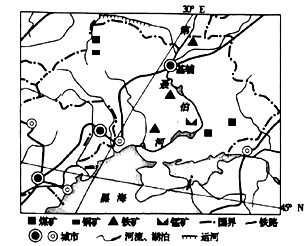 30° E
第
聂
基辅
伯
河
黑海
45° N
煤矿 铜矿 铁矿 锰矿 国界 铁路
城市 河流、湖泊 运河